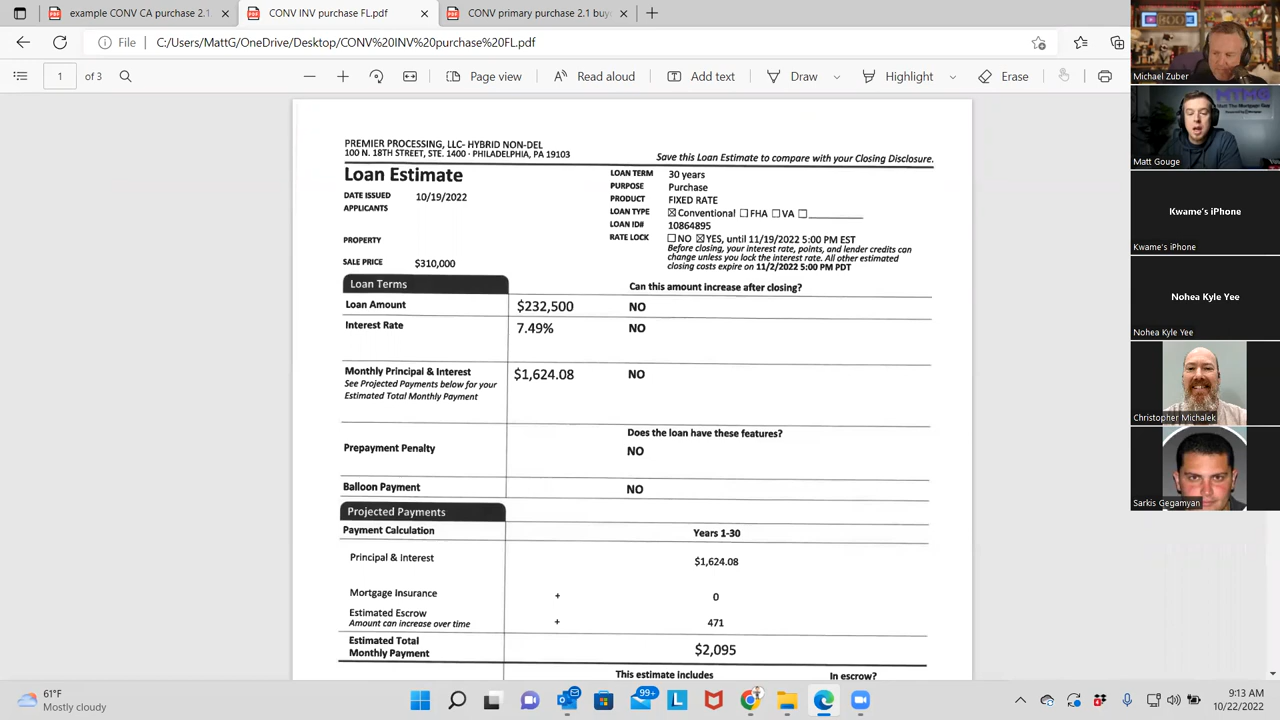 example CONV CA purchase 2.1
CONV INV purchase FL.pdf
CONV PR purchase 2.1 buy
File
C:/Users/MattG/OneDrive/Desktop/CONV%20INV%20purchase%20FL.pdf
1 of 3
Page view
Read aloud
Add text
Draw
Highlight
Erase
PREMIER PROCESSING, LLC- HYBRID NON-DEL
100 N. 18TH STREET, STE. 1400 · PHILADELPHIA, PA 19103
Save this Loan Estimate to compare with your Closing Disclosure.
Loan Estimate
DATE ISSUED 10/19/2022
APPLICANTS
PROPERTY
SALE PRICE $310,000
LOAN TERM 30 years
PURPOSE Purchase
PRODUCT FIXED RATE
LOAN TYPE ☒ Conventional ☐ FHA ☐ VA ☐
LOAN ID# 10864895
RATE LOCK ☐ NO ☒ YES, until 11/19/2022 5:00 PM EST
Before closing, your interest rate, points, and lender credits can
change unless you lock the interest rate. All other estimated
closing costs expire on 11/2/2022 5:00 PM PDT
Loan Terms
Can this amount increase after closing?
Loan Amount $232,500 NO
Interest Rate 7.49% NO
Monthly Principal & Interest $1,624.08 NO
See Projected Payments below for your
Estimated Total Monthly Payment
Does the loan have these features?
Prepayment Penalty NO
Balloon Payment NO
Projected Payments
Payment Calculation Years 1-30
Principal & Interest $1,624.08
Mortgage Insurance + 0
Estimated Escrow
Amount can increase over time + 471
Estimated Total
Monthly Payment $2,095
This estimate includes In escrow?
Michael Zuber
Matt Gouge
Kwame's iPhone
Kwame's iPhone
Nohea Kyle Yee
Nohea Kyle Yee
Christopher Michalek
Sarkis Gegamyan
61°F
Mostly cloudy
99+
9:13 AM
10/22/2022